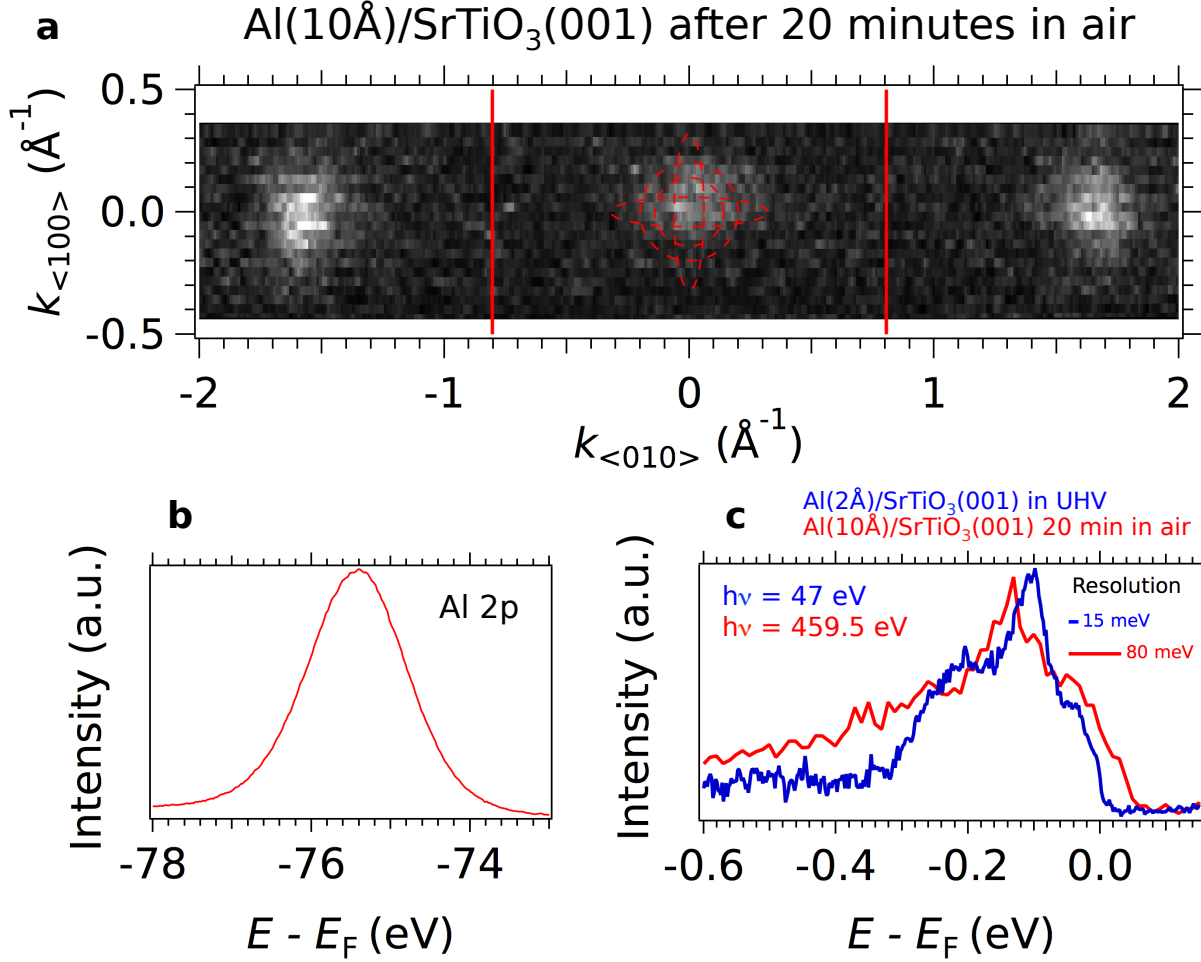 a
Al(10Å)/SrTiO3(001) after 20 minutes in air
k<100> (Å-1)
0.5
0.0
-0.5
-2
-1
0
1
2
k<010> (Å-1)
b
Al 2p
Intensity (a.u.)
-78
-76
-74
E - EF (eV)
c
Al(2Å)/SrTiO3(001) in UHV
Al(10Å)/SrTiO3(001) 20 min in air
hν = 47 eV
hν = 459.5 eV
Resolution
15 meV
80 meV
Intensity (a.u.)
-0.6
-0.4
-0.2
0.0
E - EF (eV)